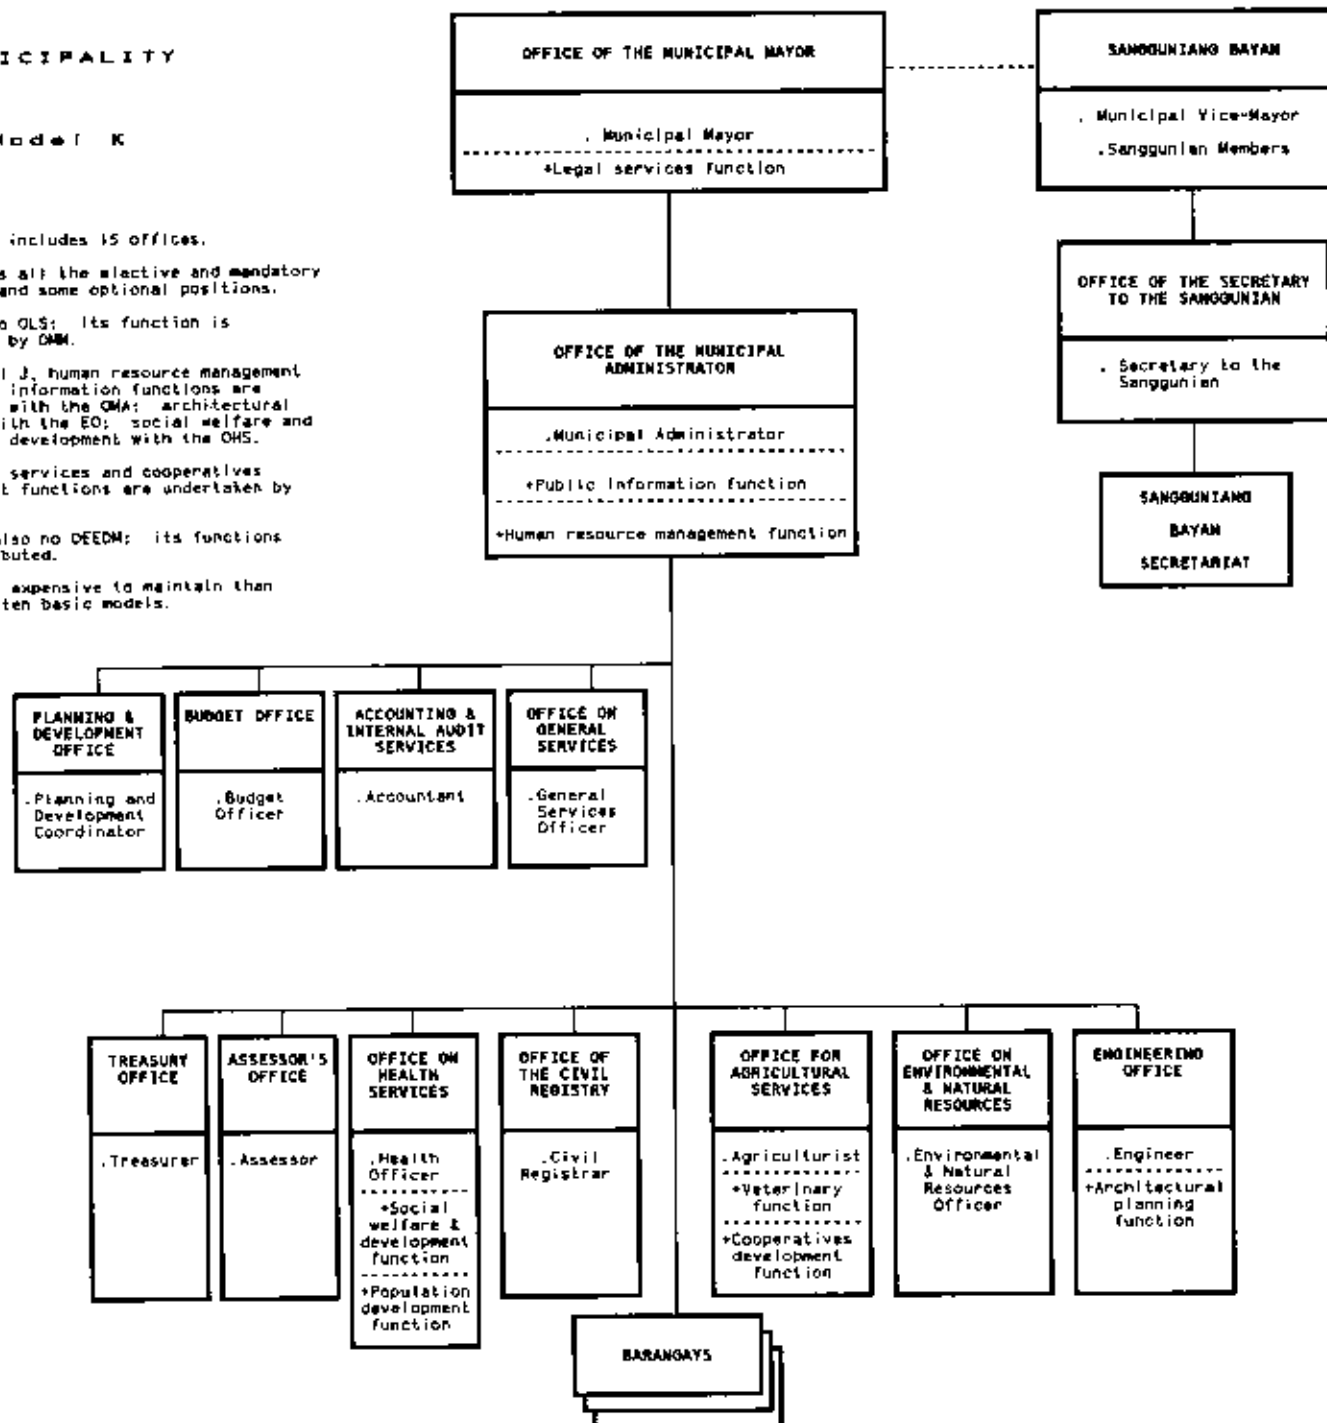 ICIPALITY
Model K
includes 15 offices.
s all the elective and mandatory
and some optional positions.
o OLS; its function is
by OMM.
l J, human resource management
information functions are
with the OMA; architectural
ith the EO; social welfare and
development with the OHS.
services and cooperatives
t functions are undertaken by
also no OEEDM; its functions
buted.
expensive to maintain than
ten basic models.
OFFICE OF THE MUNICIPAL MAYOR
. Municipal Mayor
+Legal services function
SANGGUNIANG BAYAN
. Municipal Vice-Mayor
.Sanggunian Members
OFFICE OF THE SECRETARY
TO THE SANGGUNIAN
. Secretary to the
Sanggunian
SANGGUNIANG
BAYAN
SECRETARIAT
OFFICE OF THE MUNICIPAL
ADMINISTRATOR
.Municipal Administrator
+Public Information function
+Human resource management function
PLANNING &
DEVELOPMENT
OFFICE
.Planning and
Development
Coordinator
BUDGET OFFICE
.Budget
Officer
ACCOUNTING &
INTERNAL AUDIT
SERVICES
.Accountant
OFFICE ON
GENERAL
SERVICES
.General
Services
Officer
TREASURY
OFFICE
.Treasurer
ASSESSOR'S
OFFICE
.Assessor
OFFICE ON
HEALTH
SERVICES
.Health
Officer
+Social
welfare &
development
function
+Population
development
function
OFFICE OF
THE CIVIL
REGISTRY
.Civil
Registrar
OFFICE FOR
AGRICULTURAL
SERVICES
.Agriculturist
+Veterinary
function
+Cooperatives
development
function
OFFICE ON
ENVIRONMENTAL
& NATURAL
RESOURCES
.Environmental
& Natural
Resources
Officer
ENGINEERING
OFFICE
.Engineer
+Architectural
planning
function
BARANGAYS